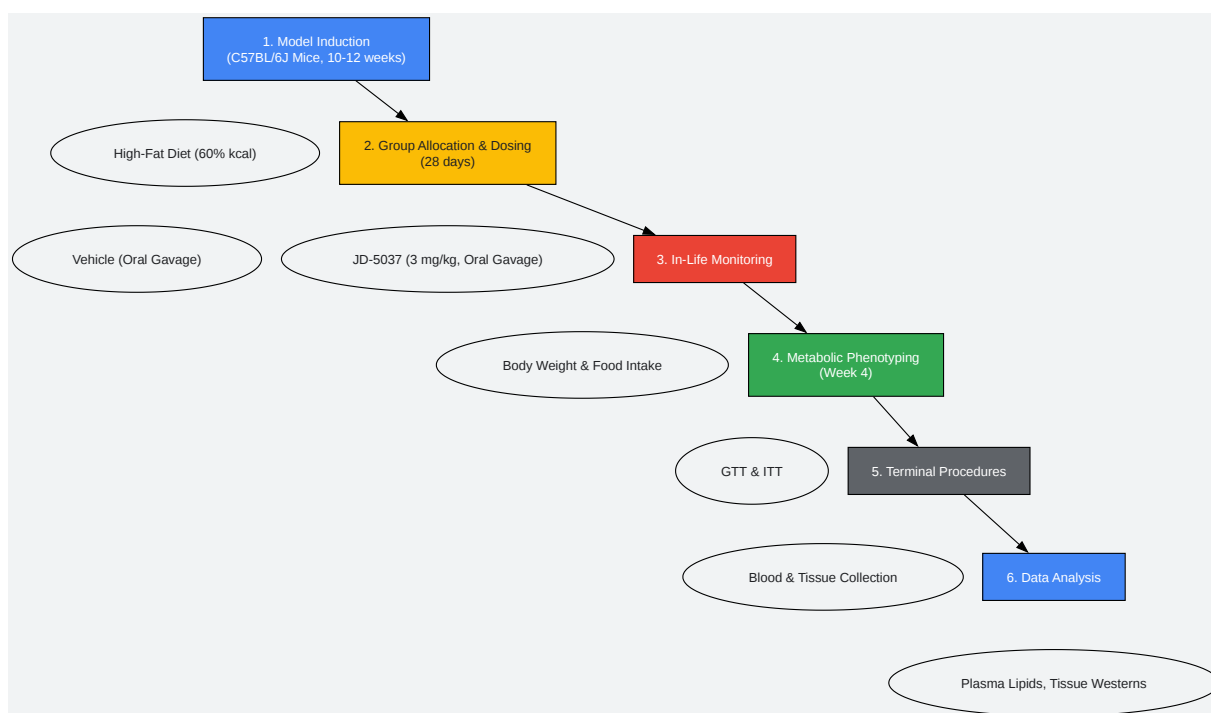 1. Model Induction
(C57BL/6J Mice, 10-12 weeks)
High-Fat Diet (60% kcal)
2. Group Allocation & Dosing
(28 days)
Vehicle (Oral Gavage)
JD-5037 (3 mg/kg, Oral Gavage)
3. In-Life Monitoring
Body Weight & Food Intake
4. Metabolic Phenotyping
(Week 4)
GTT & ITT
5. Terminal Procedures
Blood & Tissue Collection
6. Data Analysis
Plasma Lipids, Tissue Westerns